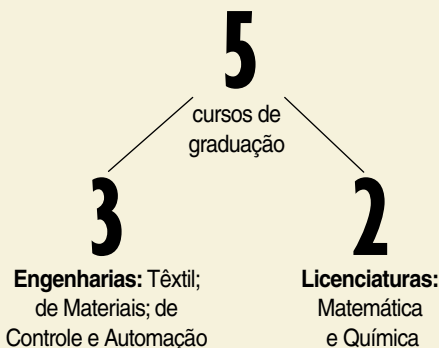 5
cursos de
graduação
3
Engenharias: Têxtil;
de Materiais; de
Controle e Automação
2
Licenciaturas:
Matemática
e Química